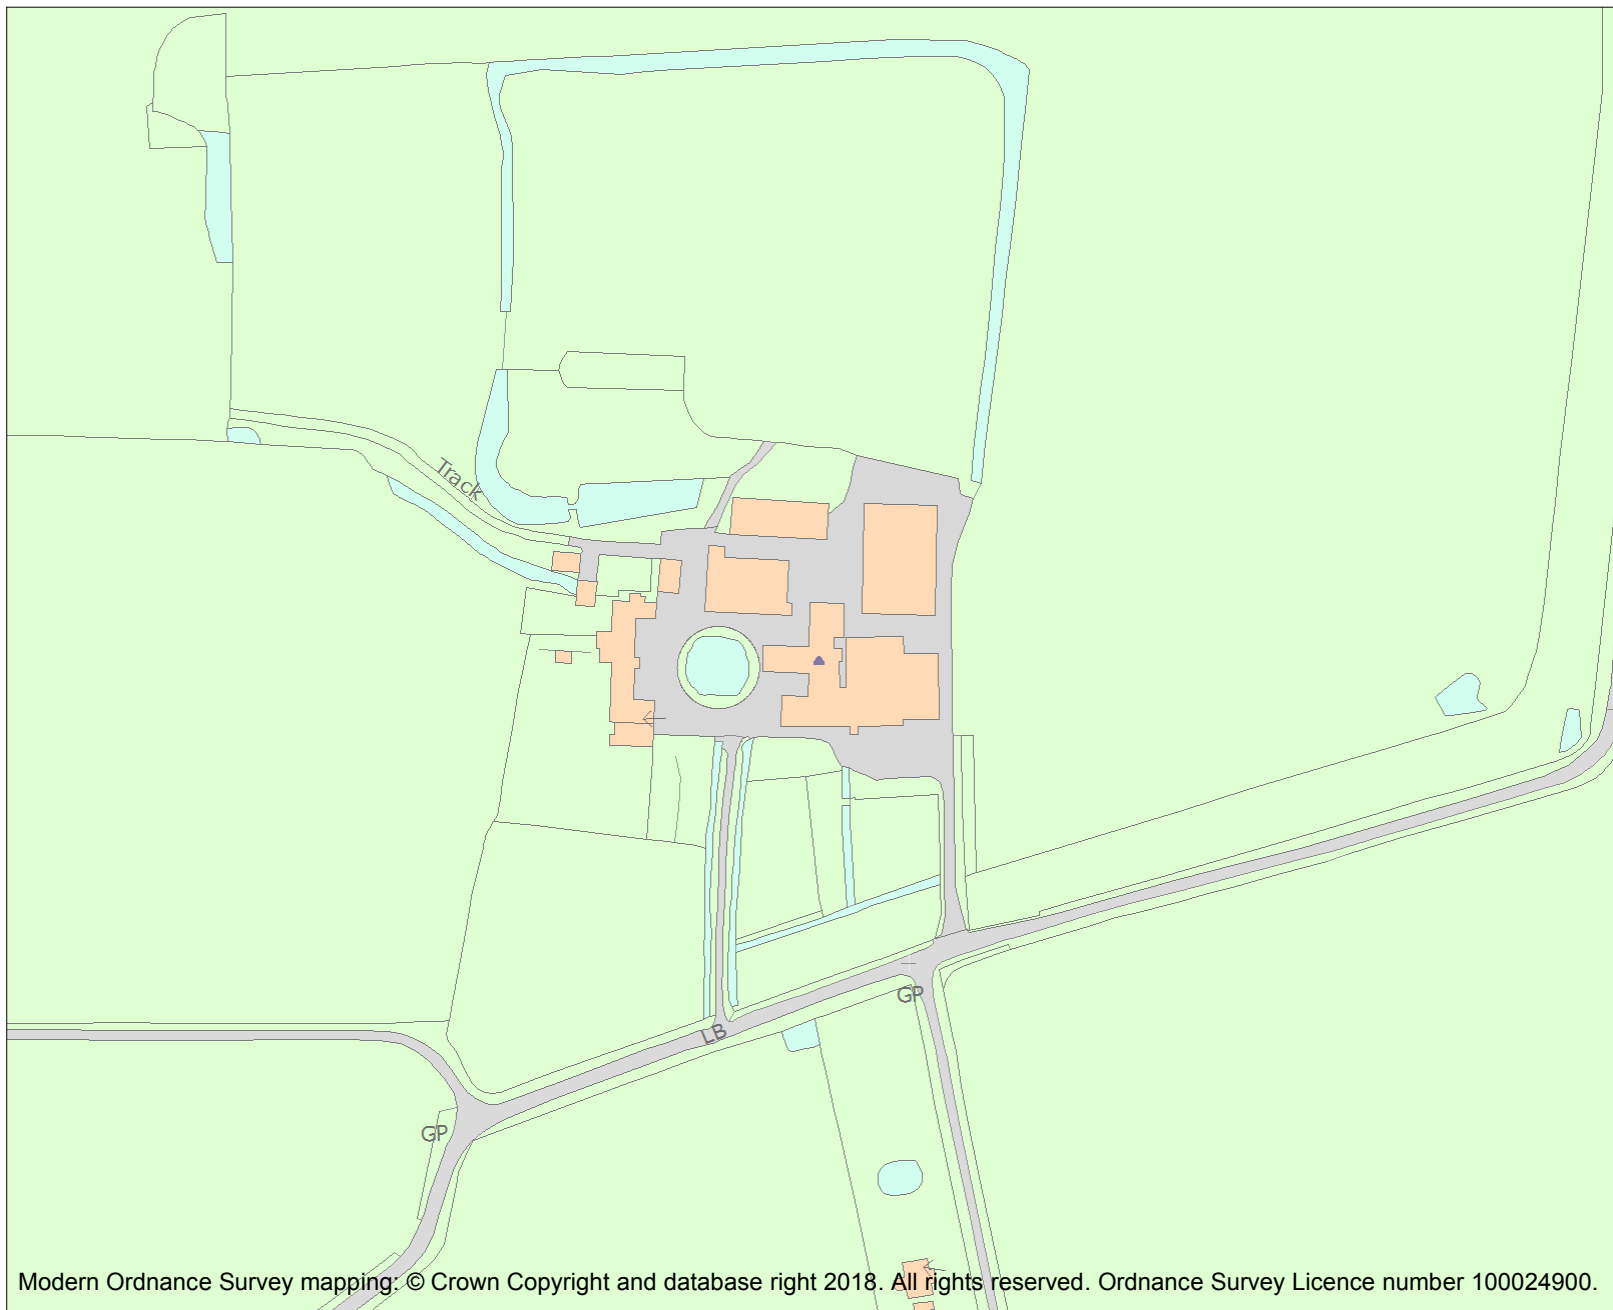 Track
GP
LB
GP
Modern Ordnance Survey mapping: © Crown Copyright and database right 2018. All rights reserved. Ordnance Survey Licence number 100024900.